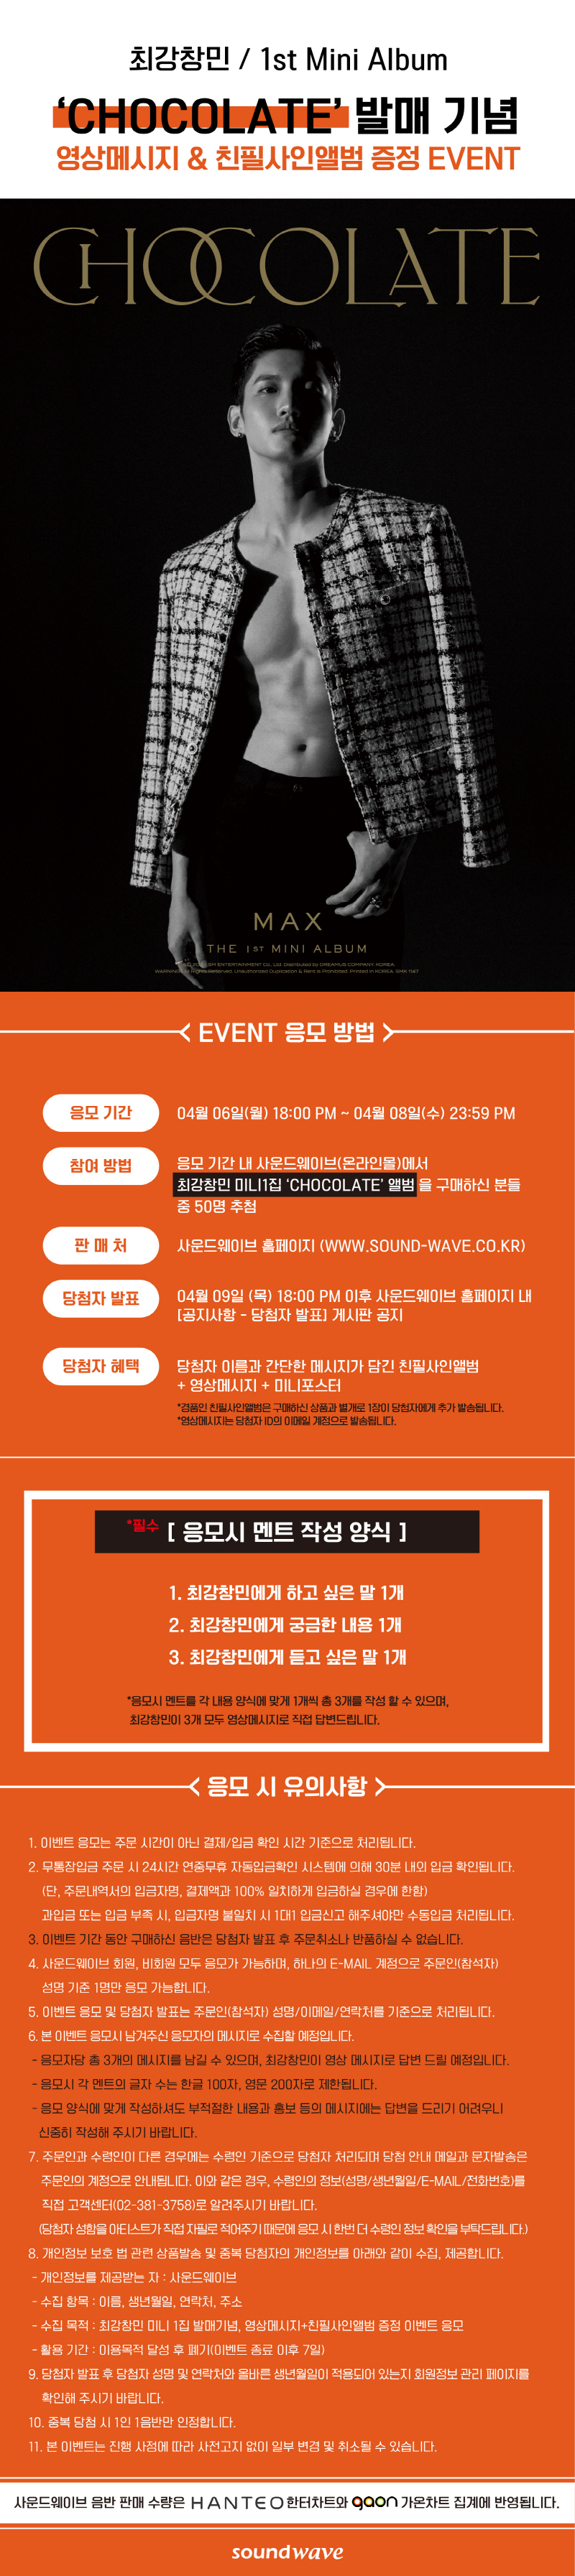 최강창민 / 1st Mini Album
‘CHOCOLATE’ 발매 기념
영상메시지 & 친필사인앨범 증정 EVENT
CHOCOLATE
MAX
THE 1ST MINI ALBUM
EVENT 응모 방법
응모 기간
04월 06일(월) 18:00 PM ~ 04월 08일(수) 23:59 PM
참여 방법
응모 기간 내 사운드웨이브(온라인몰)에서
최강창민 미니1집 ‘CHOCOLATE’ 앨범 을 구매하신 분들
중 50명 추첨
판 매 처
사운드웨이브 홈페이지 (WWW.SOUND-WAVE.CO.KR)
당첨자 발표
04월 09일 (목) 18:00 PM 이후 사운드웨이브 홈페이지 내
[공지사항 - 당첨자 발표] 게시판 공지
당첨자 혜택
당첨자 이름과 간단한 메시지가 담긴 친필사인앨범
+ 영상메시지 + 미니포스터
*경품인 친필사인앨범은 구매하신 상품과 별개로 1장이 당첨자에게 추가 발송됩니다.
*영상메시지는 당첨자 ID의 이메일 계정으로 발송됩니다.
*필수 [ 응모시 멘트 작성 양식 ]
1. 최강창민에게 하고 싶은 말 1개
2. 최강창민에게 궁금한 내용 1개
3. 최강창민에게 듣고 싶은 말 1개
*응모시 멘트를 각 내용 양식에 맞게 1개씩 총 3개를 작성 할 수 있으며,
최강창민이 3개 모두 영상메시지로 직접 답변드립니다.
응모 시 유의사항
1. 이벤트 응모는 주문 시간이 아닌 결제/입금 확인 시간 기준으로 처리됩니다.
2. 무통장입금 주문 시 24시간 연중무휴 자동입금확인 시스템에 의해 30분 내외 입금 확인됩니다.
(단, 주문내역서의 입금자명, 결제액과 100% 일치하게 입금하실 경우에 한함)
과입금 또는 입금 부족 시, 입금자명 불일치 시 1대1 입금신고 해주셔야만 수동입금 처리됩니다.
3. 이벤트 기간 동안 구매하신 음반은 당첨자 발표 후 주문취소나 반품하실 수 없습니다.
4. 사운드웨이브 회원, 비회원 모두 응모가 가능하며, 하나의 E-MAIL 계정으로 주문인(참석자)
성명 기준 1명만 응모 가능합니다.
5. 이벤트 응모 및 당첨자 발표는 주문인(참석자) 성명/이메일/연락처를 기준으로 처리됩니다.
6. 본 이벤트 응모시 남겨주신 응모자의 메시지로 수집할 예정입니다.
- 응모자당 총 3개의 메시지를 남길 수 있으며, 최강창민이 영상 메시지로 답변 드릴 예정입니다.
- 응모시 각 멘트의 글자 수는 한글 100자, 영문 200자로 제한됩니다.
- 응모 양식에 맞게 작성하셔도 부적절한 내용과 홍보 등의 메시지에는 답변을 드리기 어려우니
신중히 작성해 주시기 바랍니다.
7. 주문인과 수령인이 다른 경우에는 수령인 기준으로 당첨자 처리되며 당첨 안내 메일과 문자발송은
주문인의 계정으로 안내됩니다. 이와 같은 경우, 수령인의 정보(성명/생년월일/E-MAIL/전화번호)를
직접 고객센터(02-381-3758)로 알려주시기 바랍니다.
(당첨자 성함을 아티스트가 직접 자필로 적어주기 때문에 응모 시 한번 더 수령인 정보 확인을 부탁드립니다.)
8. 개인정보 보호 법 관련 상품발송 및 중복 당첨자의 개인정보를 아래와 같이 수집, 제공합니다.
- 개인정보를 제공받는 자 : 사운드웨이브
- 수집 항목 : 이름, 생년월일, 연락처, 주소
- 수집 목적 : 최강창민 미니 1집 발매기념, 영상메시지+친필사인앨범 증정 이벤트 응모
- 활용 기간 : 이용목적 달성 후 폐기(이벤트 종료 이후 7일)
9. 당첨자 발표 후 당첨자 성명 및 연락처와 올바른 생년월일이 적용되어 있는지 회원정보 관리 페이지를
확인해 주시기 바랍니다.
10. 중복 당첨 시 1인 1음반만 인정합니다.
11. 본 이벤트는 진행 사정에 따라 사전고지 없이 일부 변경 및 취소될 수 있습니다.
사운드웨이브 음반 판매 수량은 HANTEO 한터차트와 gaon 가온차트 집계에 반영됩니다.
soundwave